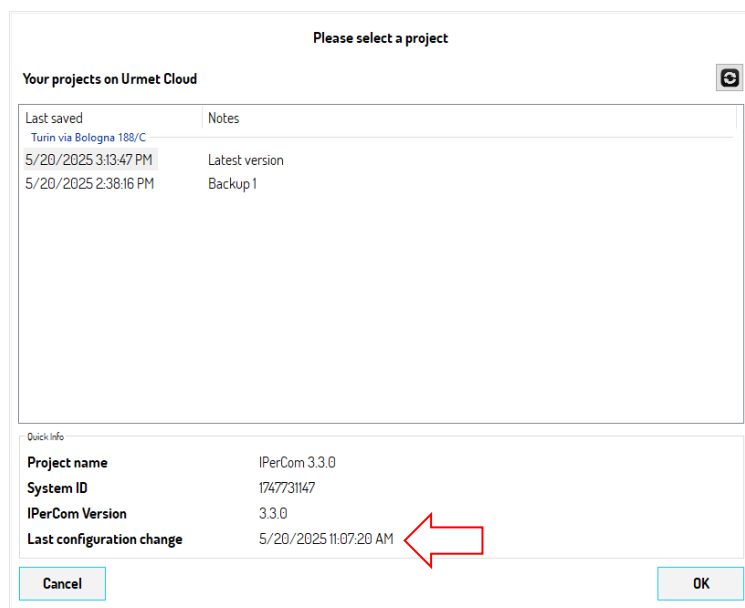 Please select a project
Your projects on Urmet Cloud
Last saved Notes
Turin via Bologna 188/C
5/20/2025 3:13:47 PM Latest version
5/20/2025 2:38:16 PM Backup 1
Quick Info
Project name IPerCom 3.3.0
System ID 1747731147
IPerCom Version 3.3.0
Last configuration change 5/20/2025 11:07:20 AM
Cancel OK